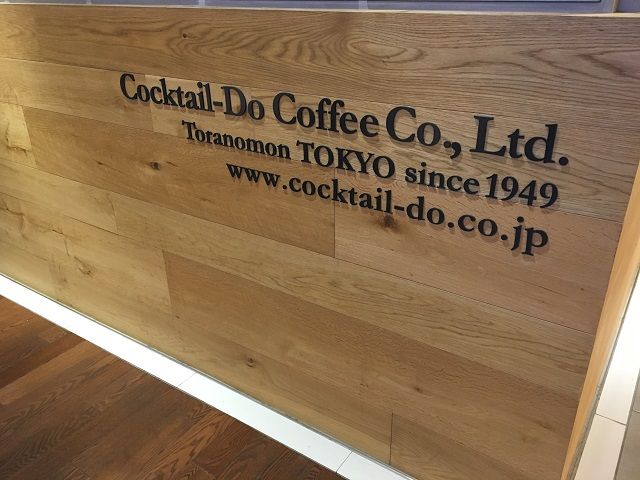 Cocktail-Do Coffee Co., Ltd.
Toranomon TOKYO since 1949
www.cocktail-do.co.jp